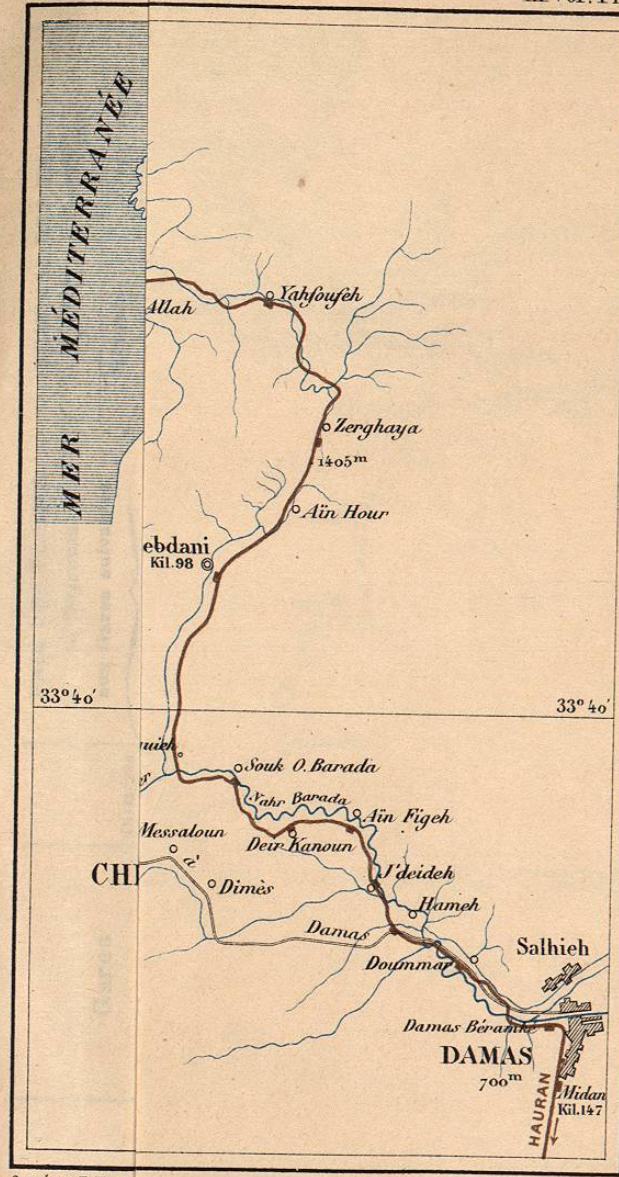 MER MÉDITERRANÉE
Allah
Yahfoufeh
Zerghaya
1405ᵐ
Aïn Hour
ebdani
Kil.98
33°40'
33°40'
Souk O. Barada
Nahr Barada
Aïn Figeh
Messaloun
Deir Kanoun
à
CHI
Dimès
J'deideh
Hameh
Damas
Salhieh
Doummar
Damas Béramké
DAMAS
700ᵐ
Midan
Kil.147
HAURAN